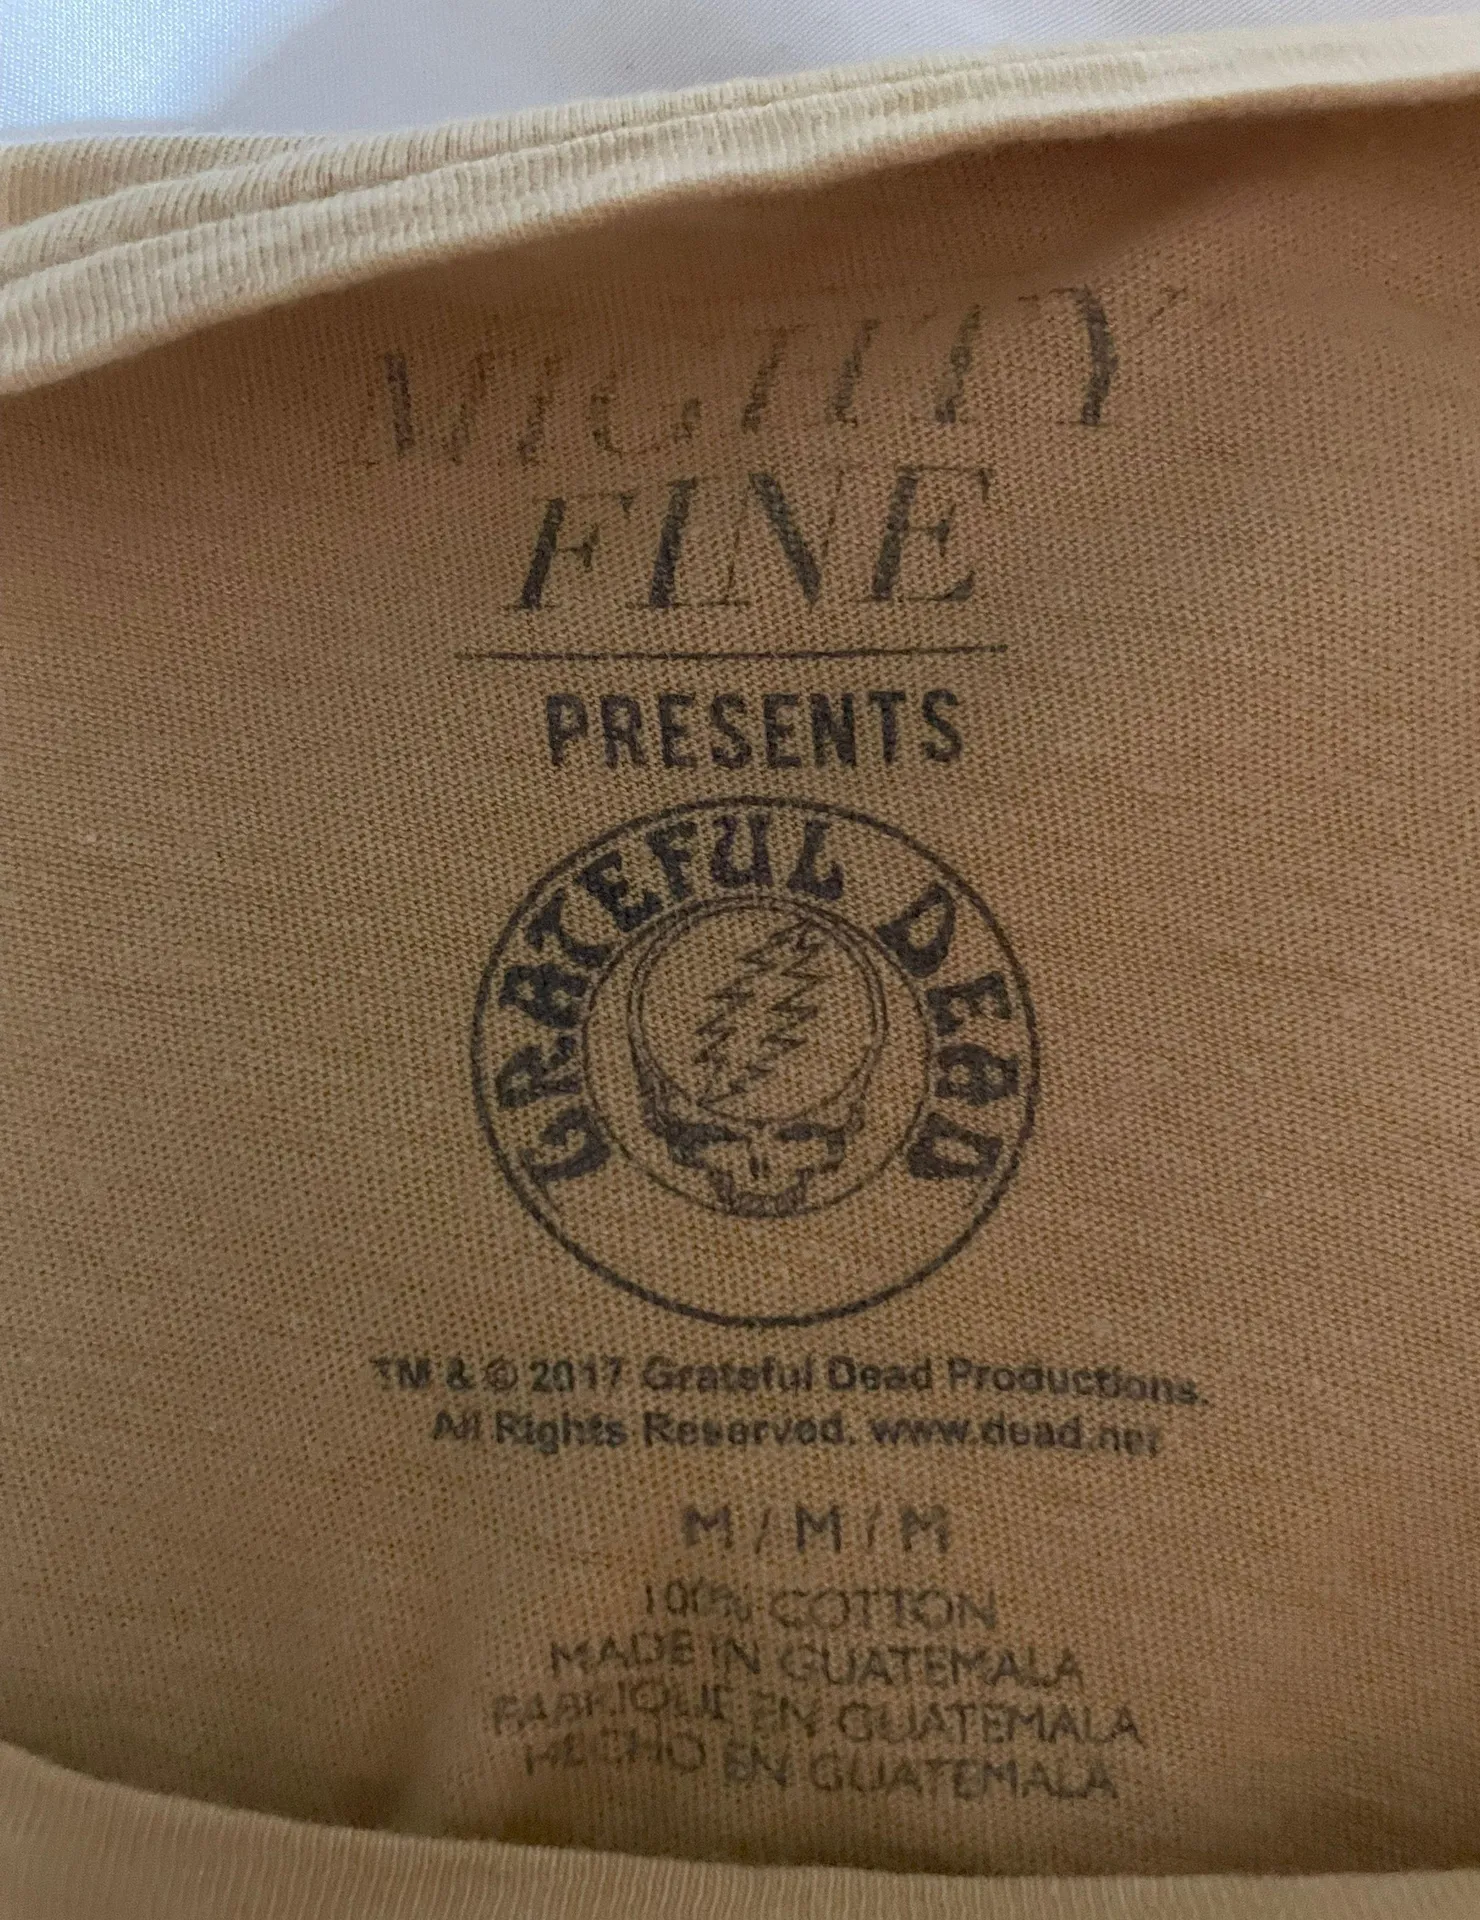 MIGHTY
FINE
PRESENTS
GRATEFUL DEAD
TM & © 2017 Grateful Dead Productions.
All Rights Reserved. www.dead.net
M / M / M
100% COTTON
MADE IN GUATEMALA
FABRIQUE EN GUATEMALA
HECHO EN GUATEMALA